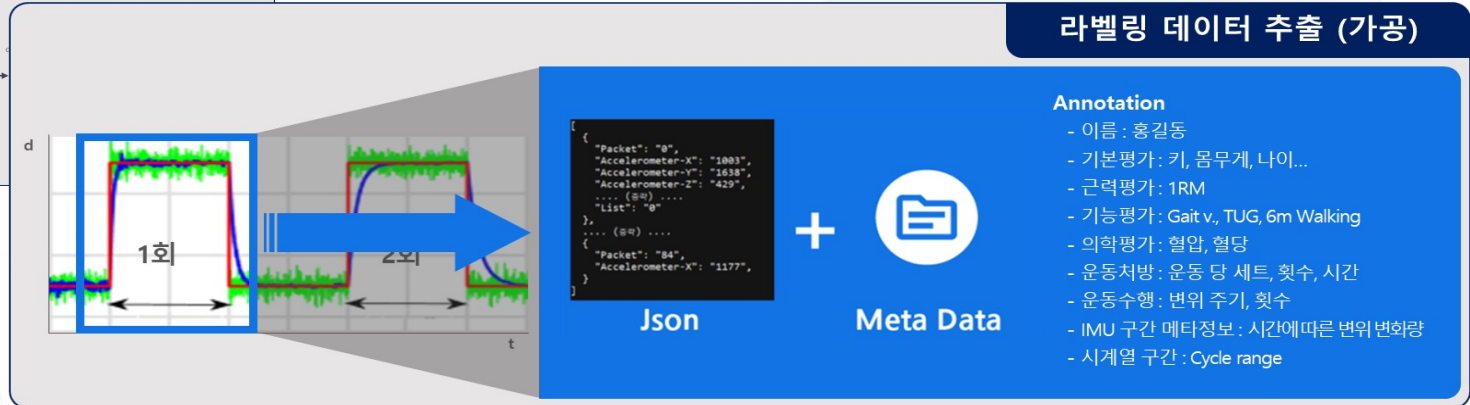 라벨링 데이터 추출 (가공)
d
1회
2회
t
[
{
"Packet": "0",
"Accelerometer-X": "1003",
"Accelerometer-Y": "1638",
"Accelerometer-Z": "429",
.... (중략) ....
"List": "0"
},
.... (중략) ....
{
"Packet": "84",
"Accelerometer-X": "1177",
}
]
Json
+
Meta Data
Annotation
- 이름 : 홍길동
- 기본평가 : 키, 몸무게, 나이...
- 근력평가 : 1RM
- 기능평가 : Gait v., TUG, 6m Walking
- 의학평가 : 혈압, 혈당
- 운동처방 : 운동 당 세트, 횟수, 시간
- 운동수행 : 변위 주기, 횟수
- IMU 구간 메타정보 : 시간에 따른 변위 변화량
- 시계열 구간 : Cycle range